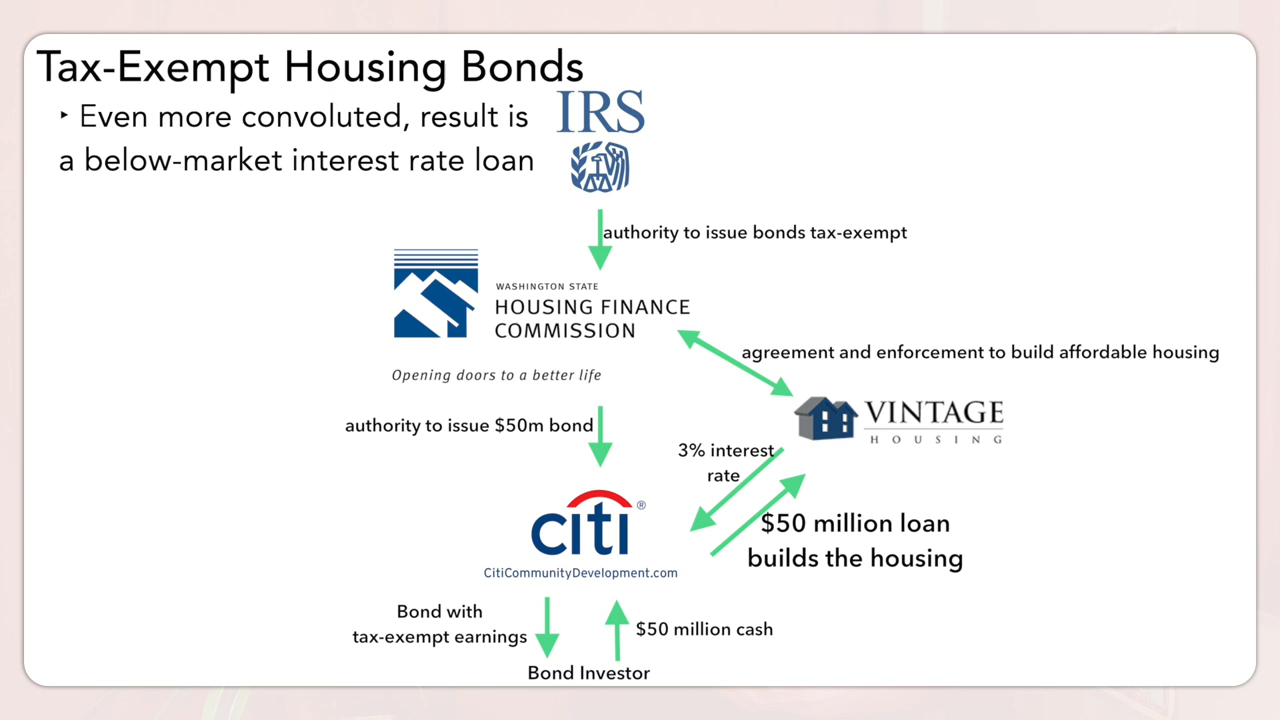 Tax-Exempt Housing Bonds
‣ Even more convoluted, result is
a below-market interest rate loan
IRS
authority to issue bonds tax-exempt
WASHINGTON STATE
HOUSING FINANCE
COMMISSION
Opening doors to a better life
agreement and enforcement to build affordable housing
VINTAGE
HOUSING
authority to issue $50m bond
3% interest
rate
citi®
CitiCommunityDevelopment.com
$50 million loan
builds the housing
Bond with
tax-exempt earnings
$50 million cash
Bond Investor